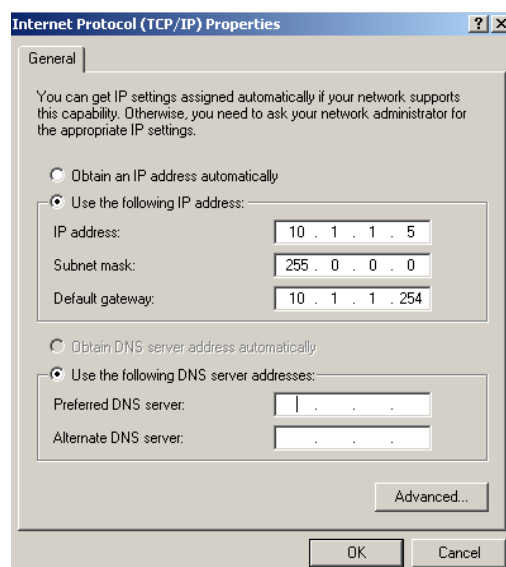 Internet Protocol (TCP/IP) Properties
General
You can get IP settings assigned automatically if your network supports
this capability. Otherwise, you need to ask your network administrator for
the appropriate IP settings.
Obtain an IP address automatically
Use the following IP address:
IP address: 10 . 1 . 1 . 5
Subnet mask: 255 . 0 . 0 . 0
Default gateway: 10 . 1 . 1 . 254
Obtain DNS server address automatically
Use the following DNS server addresses:
Preferred DNS server: . . .
Alternate DNS server: . . .
Advanced...
OK Cancel